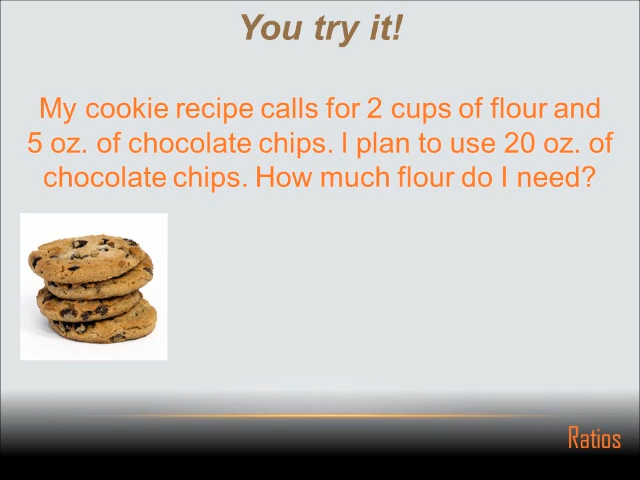 You try it!
My cookie recipe calls for 2 cups of flour and
5 oz. of chocolate chips. I plan to use 20 oz. of
chocolate chips. How much flour do I need?
Ratios